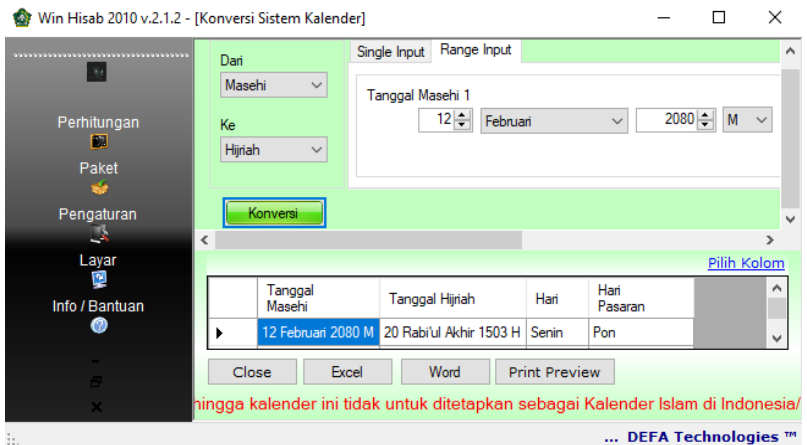 Win Hisab 2010 v.2.1.2 - [Konversi Sistem Kalender]
Perhitungan
Paket
Pengaturan
Layar
Info / Bantuan
Dari
Masehi
Ke
Hijriah
Konversi
Single Input Range Input
Tanggal Masehi 1
12 Februari 2080 M
Pilih Kolom
Tanggal Masehi Tanggal Hijriah Hari Hari Pasaran
12 Februari 2080 M 20 Rabi'ul Akhir 1503 H Senin Pon
Close Excel Word Print Preview
hingga kalender ini tidak untuk ditetapkan sebagai Kalender Islam di Indonesia/
... DEFA Technologies ™